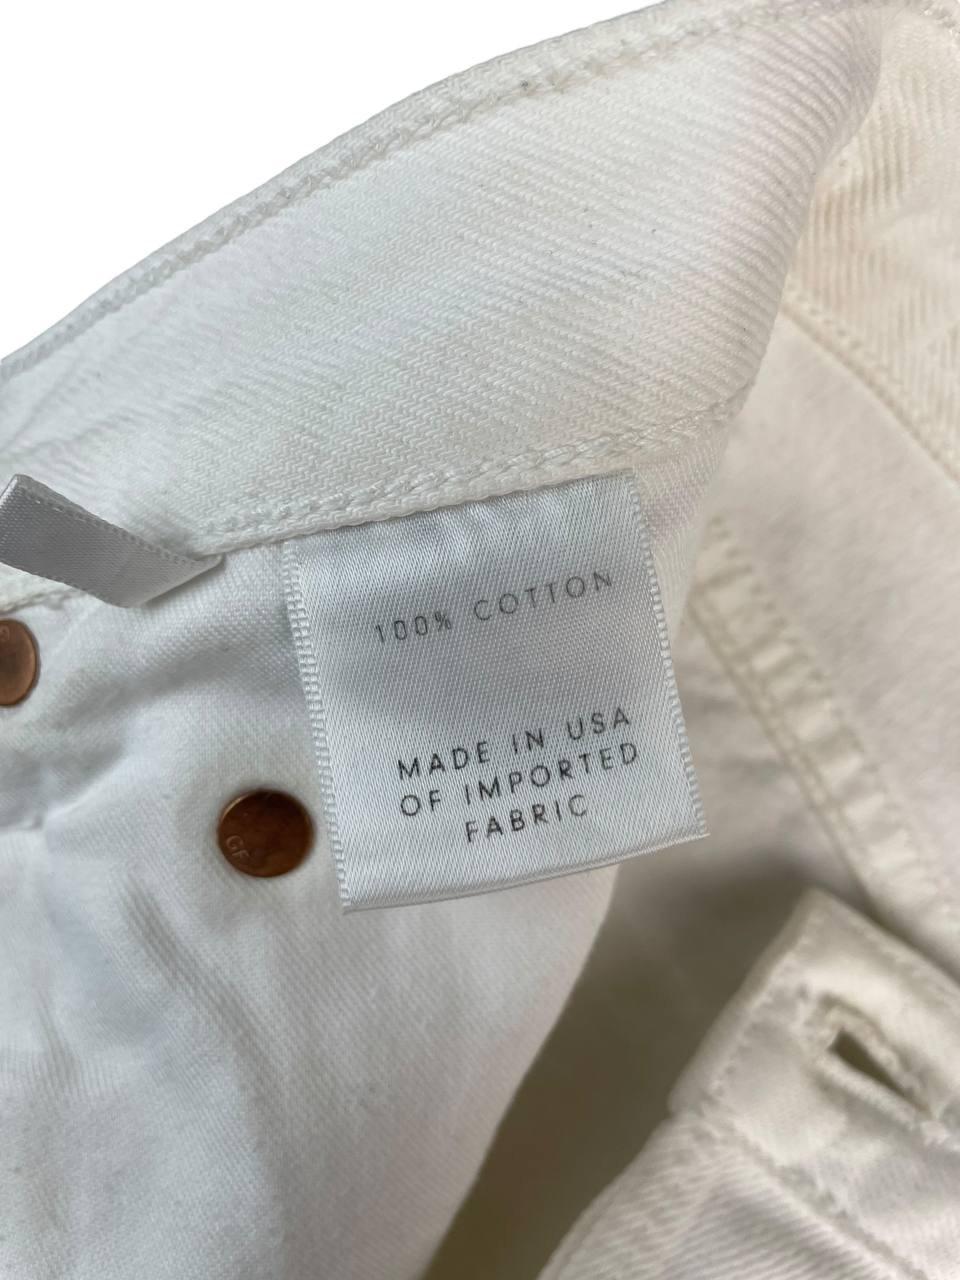 100% COTTON
MADE IN USA
OF IMPORTED
FABRIC